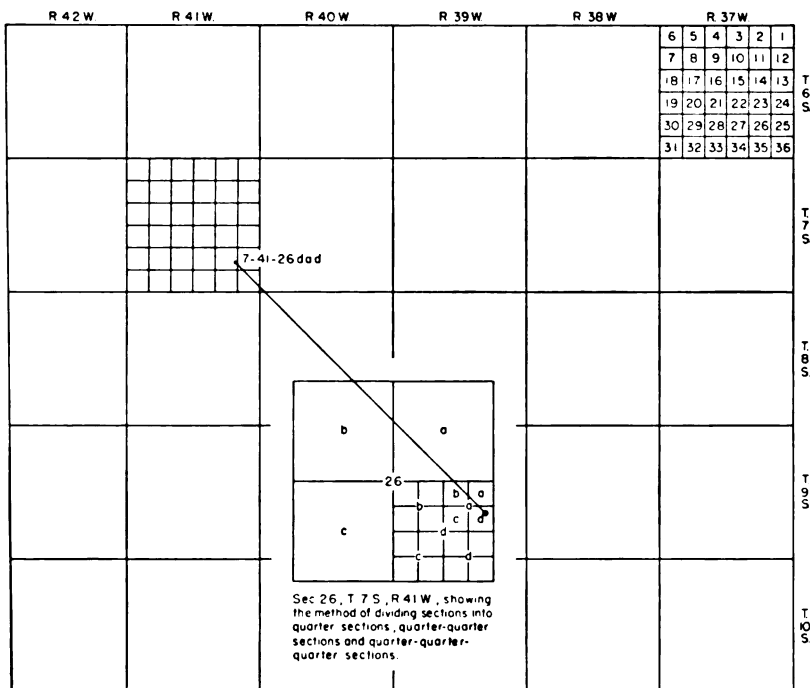 R 42 W. R 41 W. R 40 W. R 39 W. R 38 W R. 37 W.
6 5 4 3 2 1
7 8 9 10 11 12
18 17 16 15 14 13
19 20 21 22 23 24
30 29 28 27 26 25
31 32 33 34 35 36
T
6
S.
T.
7
S
7-41-26dad
T.
8
S.
b a
T
9
S
26
b a
b a
c d
c d
c d
Sec 26, T 7 S, R 41 W, showing
the method of dividing sections into
quarter sections, quarter-quarter
sections and quarter-quarter-
quarter sections.
T.
10
S.